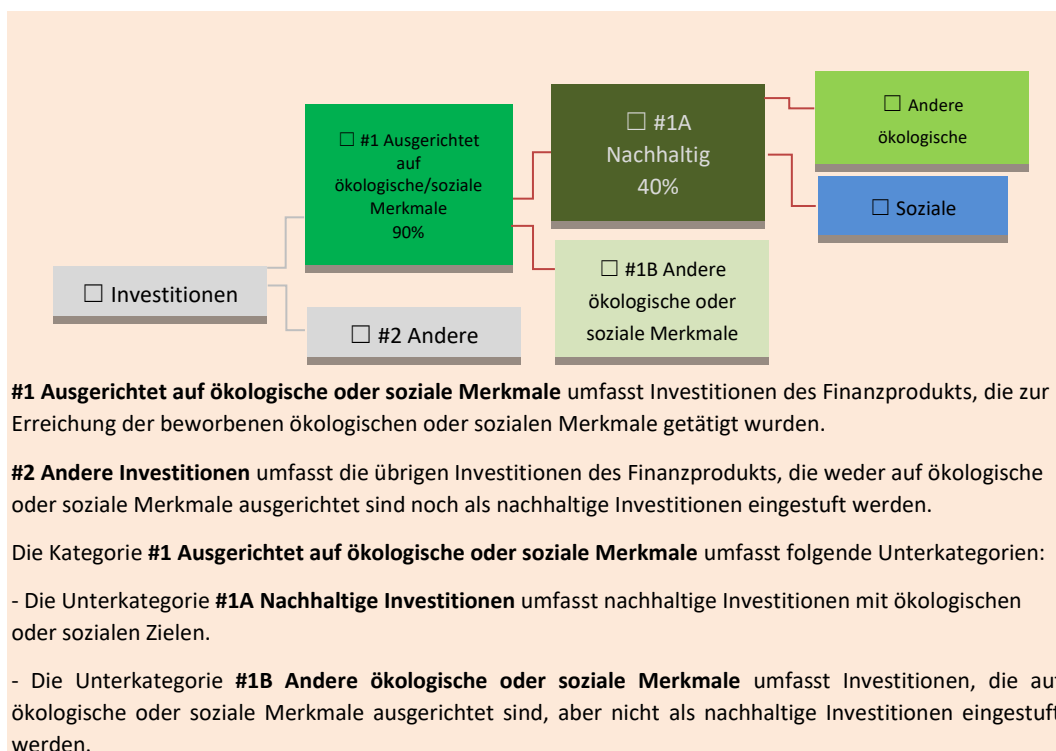 ☐ #1 Ausgerichtet
auf
ökologische/soziale
Merkmale
90%
☐ #1A
Nachhaltig
40%
☐ Andere
ökologische
☐ Soziale
☐ Investitionen
☐ #2 Andere
☐ #1B Andere
ökologische oder
soziale Merkmale
#1 Ausgerichtet auf ökologische oder soziale Merkmale umfasst Investitionen des Finanzprodukts, die zur
Erreichung der beworbenen ökologischen oder sozialen Merkmale getätigt wurden.
#2 Andere Investitionen umfasst die übrigen Investitionen des Finanzprodukts, die weder auf ökologische
oder soziale Merkmale ausgerichtet sind noch als nachhaltige Investitionen eingestuft werden.
Die Kategorie #1 Ausgerichtet auf ökologische oder soziale Merkmale umfasst folgende Unterkategorien:
- Die Unterkategorie #1A Nachhaltige Investitionen umfasst nachhaltige Investitionen mit ökologischen
oder sozialen Zielen.
- Die Unterkategorie #1B Andere ökologische oder soziale Merkmale umfasst Investitionen, die auf
ökologische oder soziale Merkmale ausgerichtet sind, aber nicht als nachhaltige Investitionen eingestuft
werden.